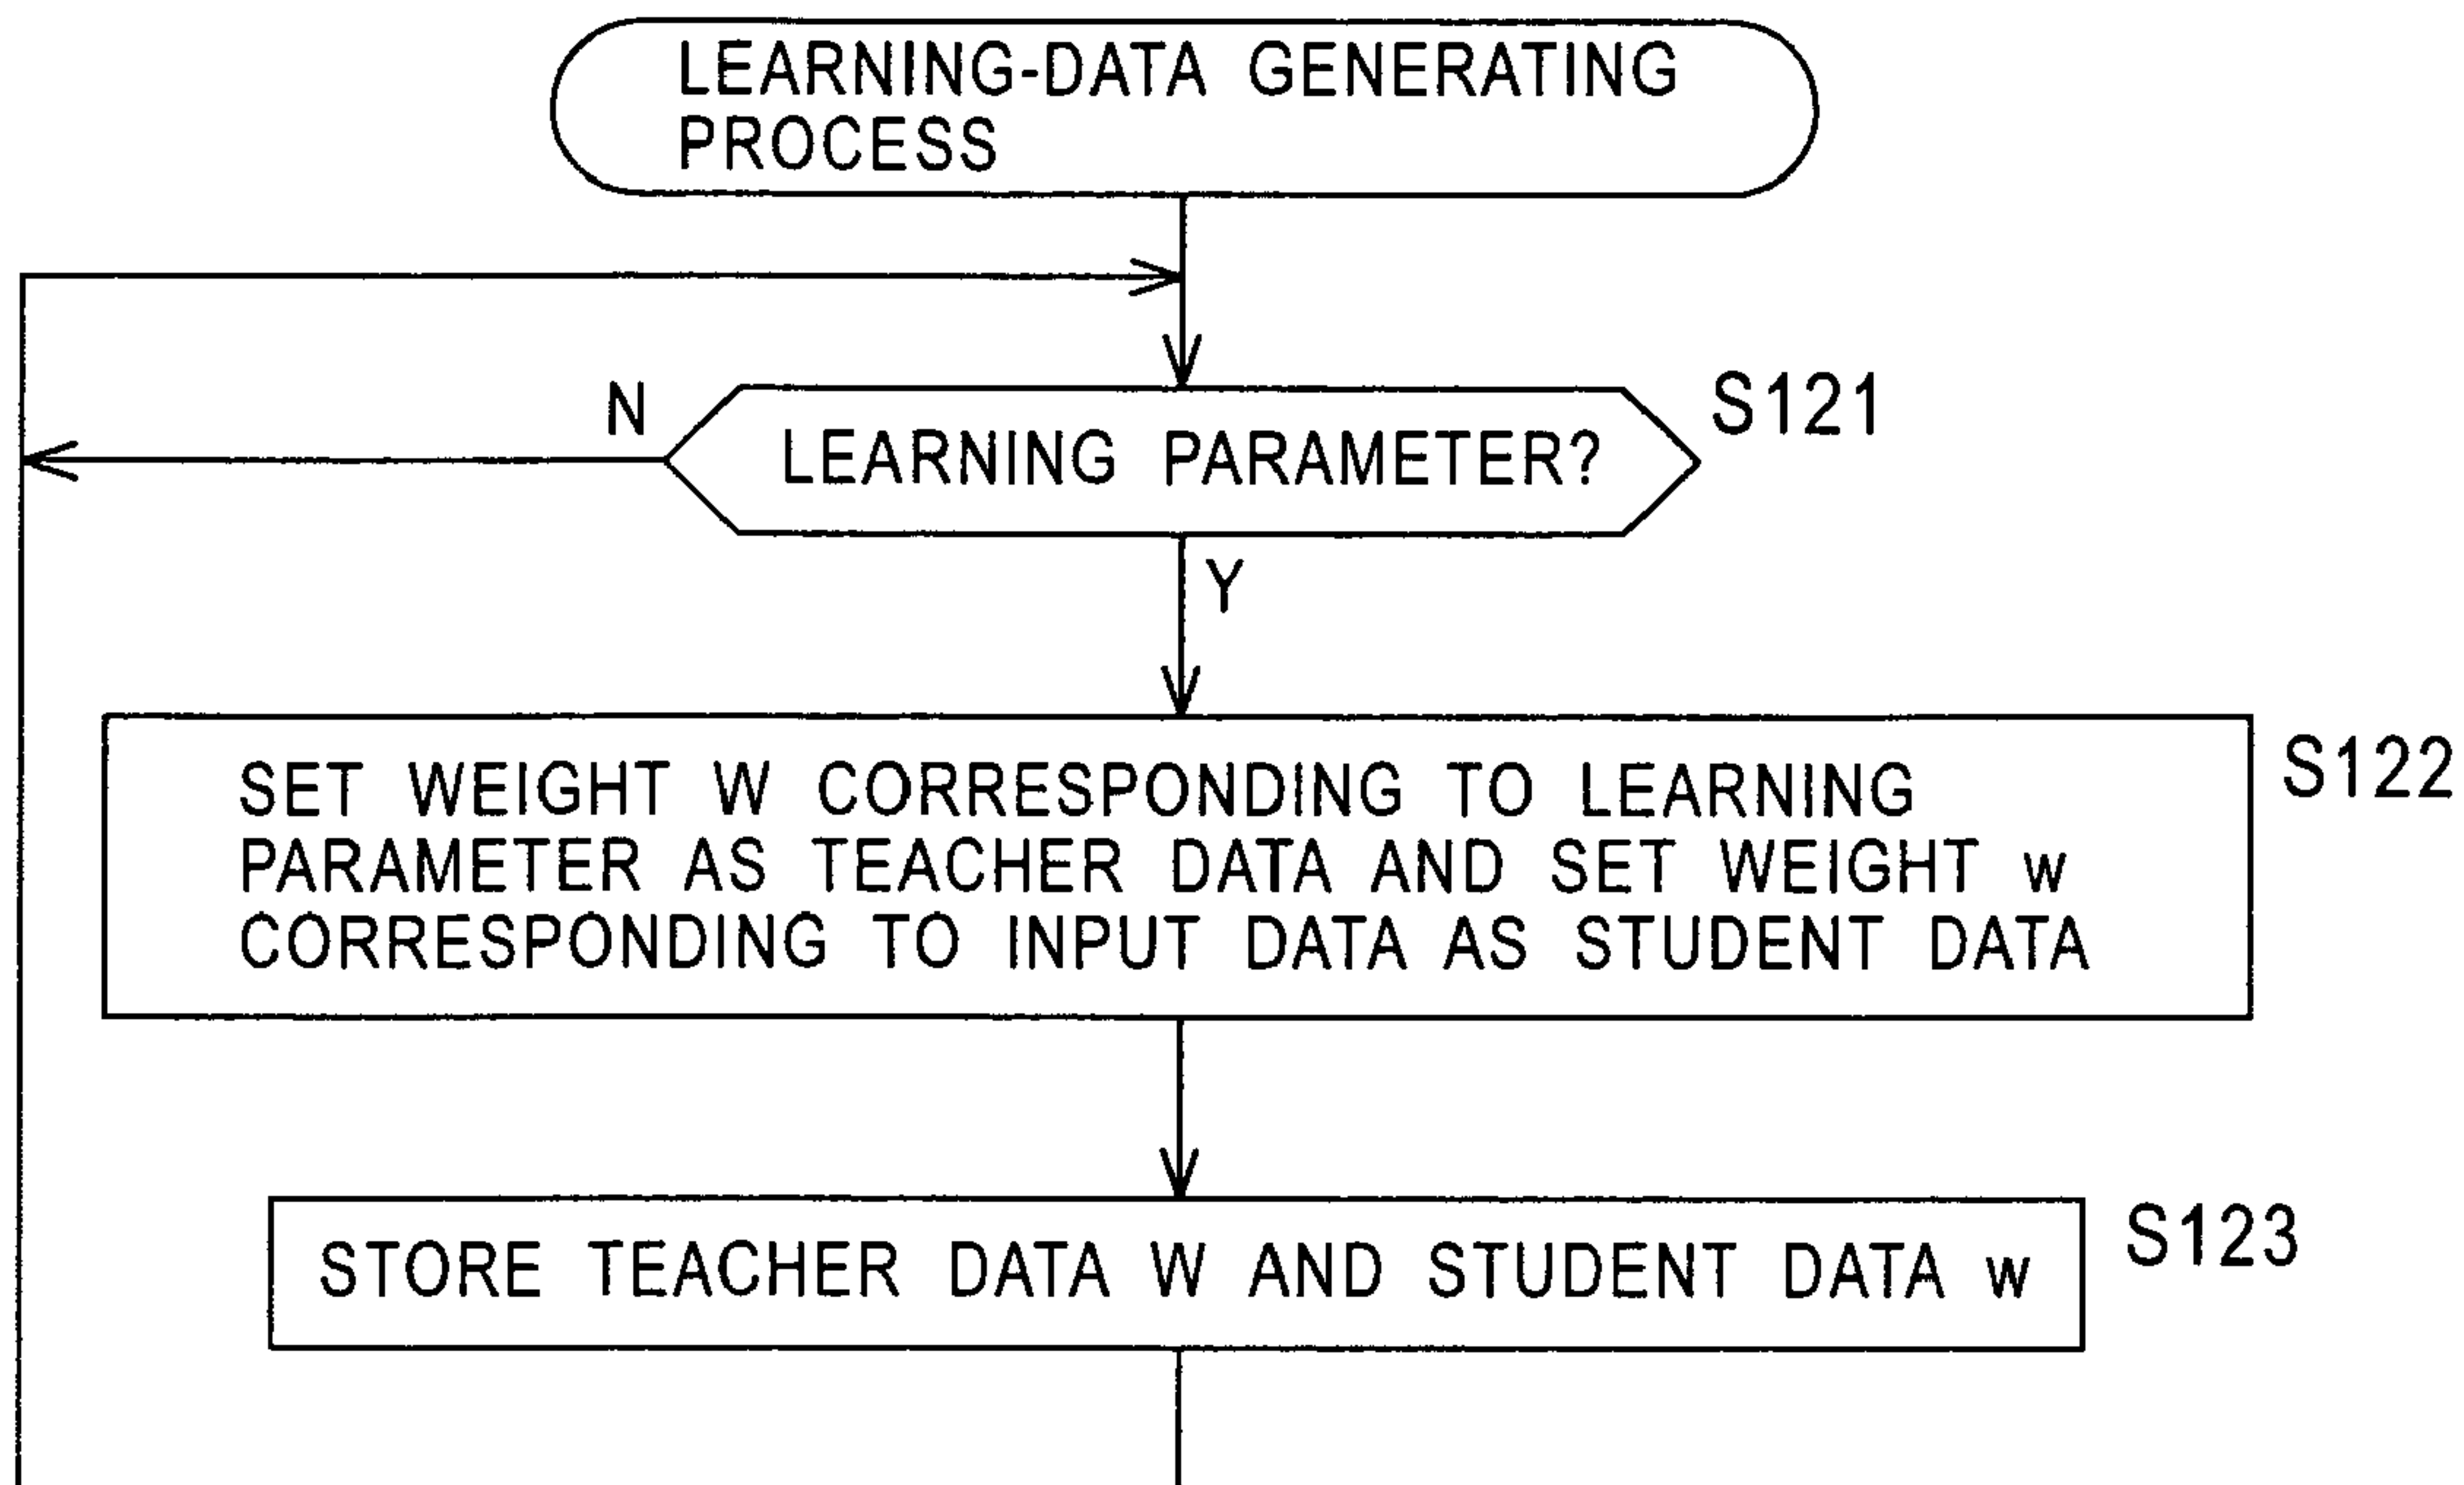 LEARNING-DATA GENERATING
PROCESS
N
LEARNING PARAMETER?
S121
Y
SET WEIGHT W CORRESPONDING TO LEARNING
PARAMETER AS TEACHER DATA AND SET WEIGHT w
CORRESPONDING TO INPUT DATA AS STUDENT DATA
S122
STORE TEACHER DATA W AND STUDENT DATA w
S123